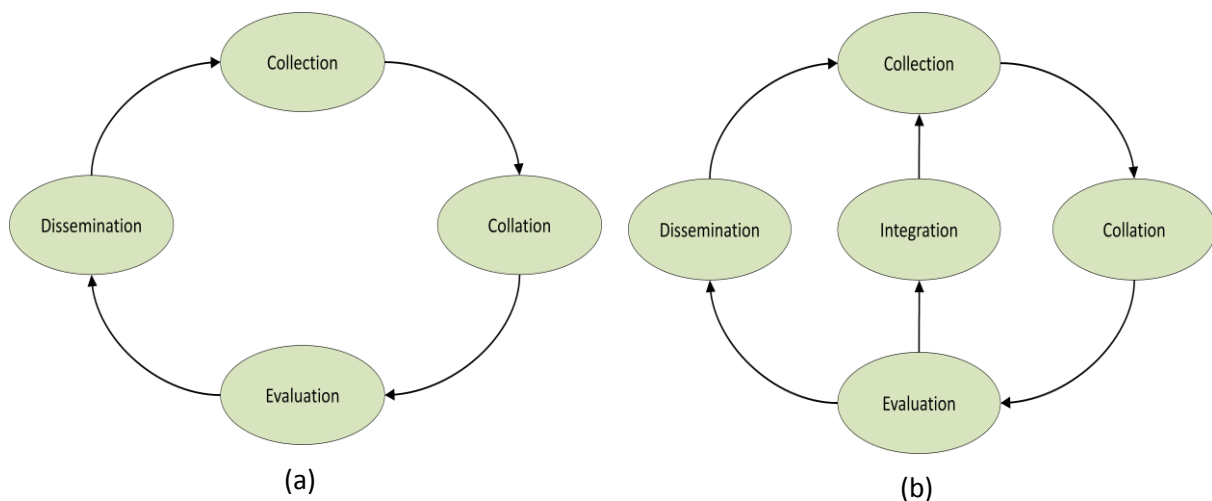 Collection
Dissemination
Collation
Evaluation
(a)
Collection
Dissemination
Integration
Collation
Evaluation
(b)